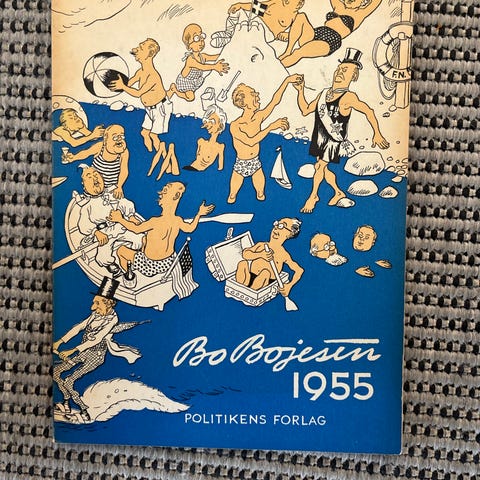 F.N.
Bo Bojesen
1955
POLITIKENS FORLAG